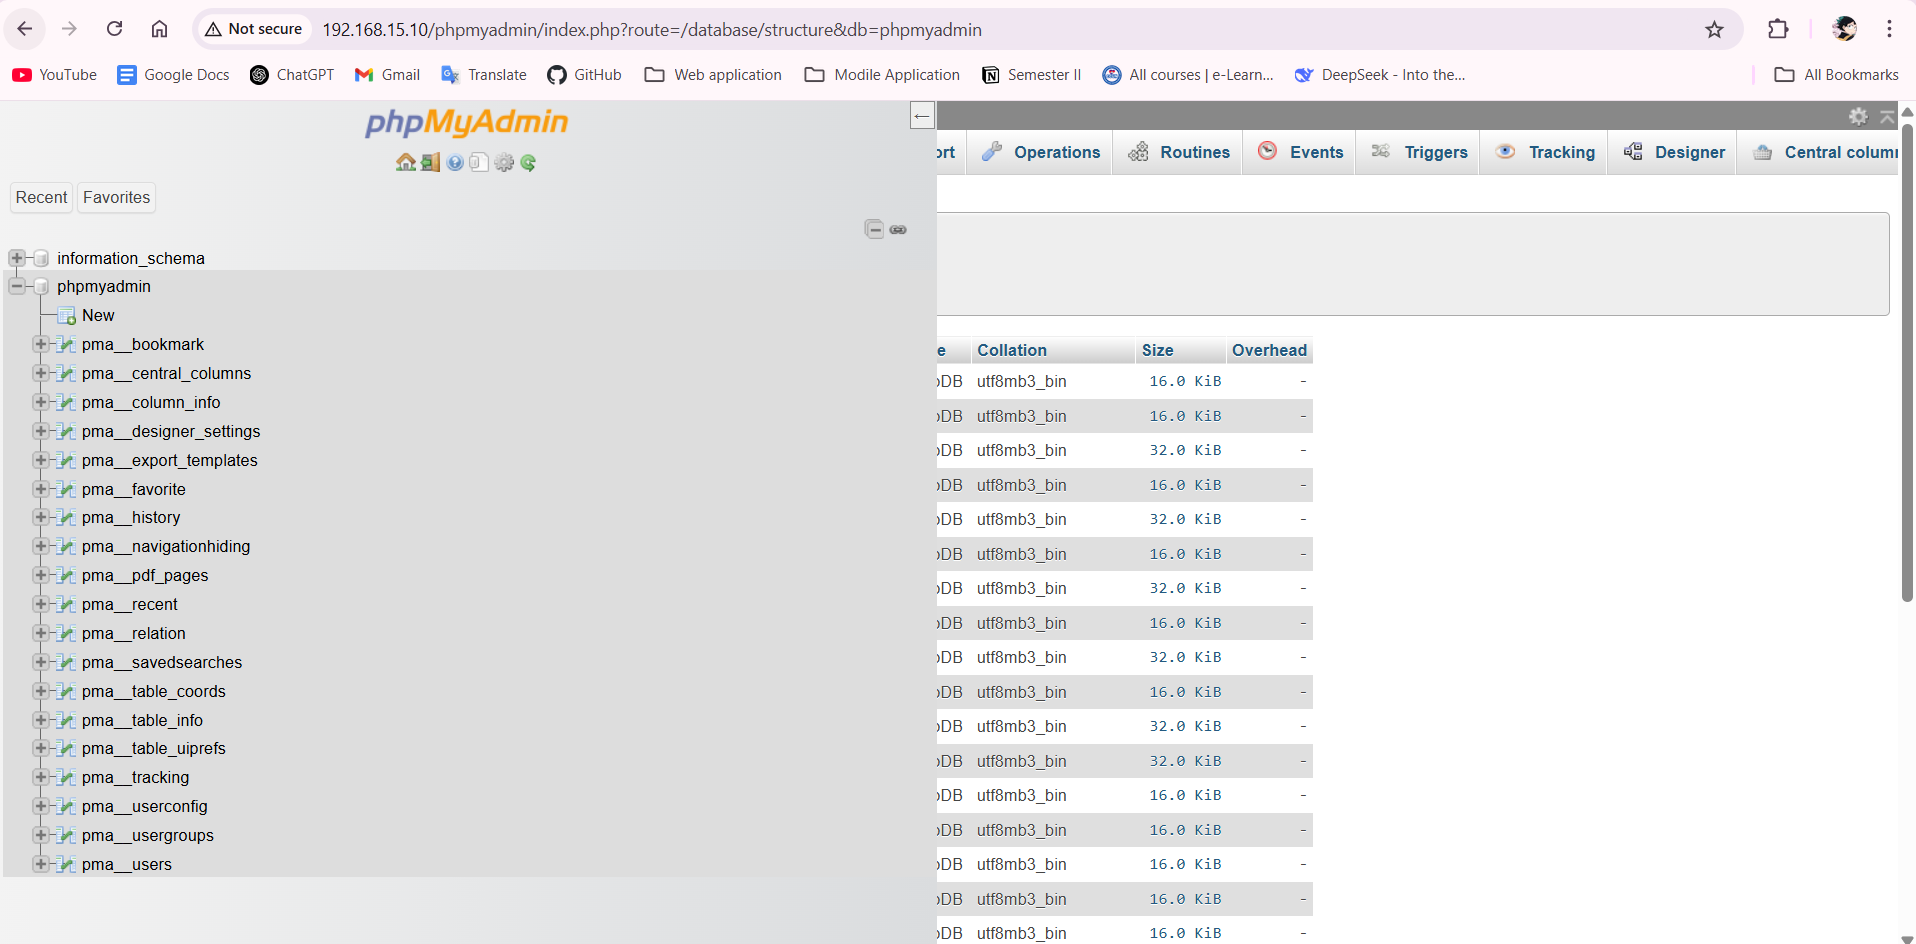 Not secure 192.168.15.10/phpmyadmin/index.php?route=/database/structure&db=phpmyadmin
YouTube Google Docs ChatGPT Gmail Translate GitHub Web application Modile Application Semester II All courses | e-Learn... DeepSeek - Into the... All Bookmarks
phpMyAdmin
Recent Favorites
information_schema
phpmyadmin
New
pma__bookmark
pma__central_columns
pma__column_info
pma__designer_settings
pma__export_templates
pma__favorite
pma__history
pma__navigationhiding
pma__pdf_pages
pma__recent
pma__relation
pma__savedsearches
pma__table_coords
pma__table_info
pma__table_uiprefs
pma__tracking
pma__userconfig
pma__usergroups
pma__users
ort Operations Routines Events Triggers Tracking Designer Central colum
e Collation Size Overhead
DB utf8mb3_bin 16.0 KiB -
DB utf8mb3_bin 16.0 KiB -
DB utf8mb3_bin 32.0 KiB -
DB utf8mb3_bin 16.0 KiB -
DB utf8mb3_bin 32.0 KiB -
DB utf8mb3_bin 16.0 KiB -
DB utf8mb3_bin 32.0 KiB -
DB utf8mb3_bin 16.0 KiB -
DB utf8mb3_bin 32.0 KiB -
DB utf8mb3_bin 16.0 KiB -
DB utf8mb3_bin 32.0 KiB -
DB utf8mb3_bin 32.0 KiB -
DB utf8mb3_bin 16.0 KiB -
DB utf8mb3_bin 16.0 KiB -
DB utf8mb3_bin 16.0 KiB -
DB utf8mb3_bin 16.0 KiB -
DB utf8mb3_bin 16.0 KiB -